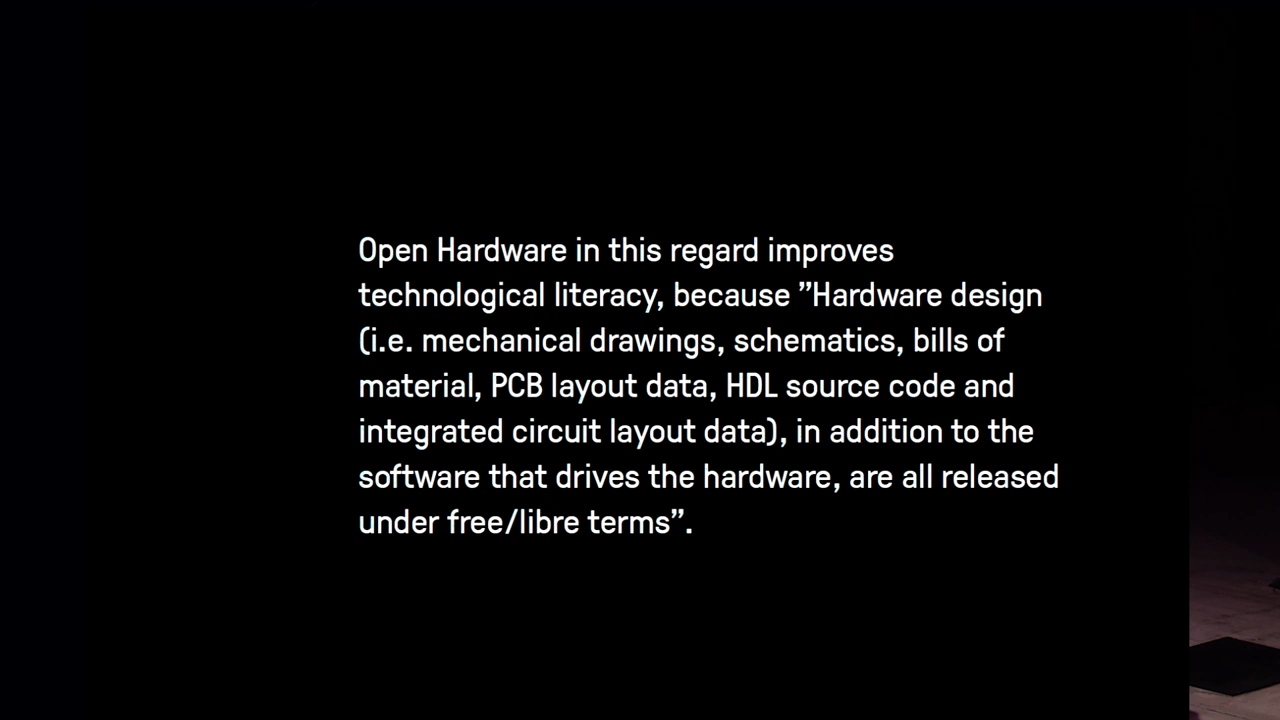 Open Hardware in this regard improves
technological literacy, because ”Hardware design
(i.e. mechanical drawings, schematics, bills of
material, PCB layout data, HDL source code and
integrated circuit layout data), in addition to the
software that drives the hardware, are all released
under free/libre terms”.